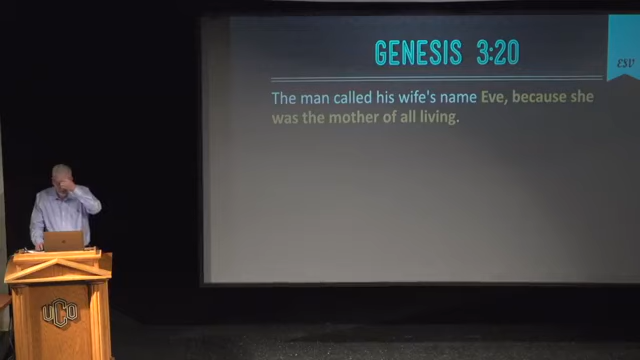 GENESIS 3:20
ESV
The man called his wife's name Eve, because she
was the mother of all living.
UCO